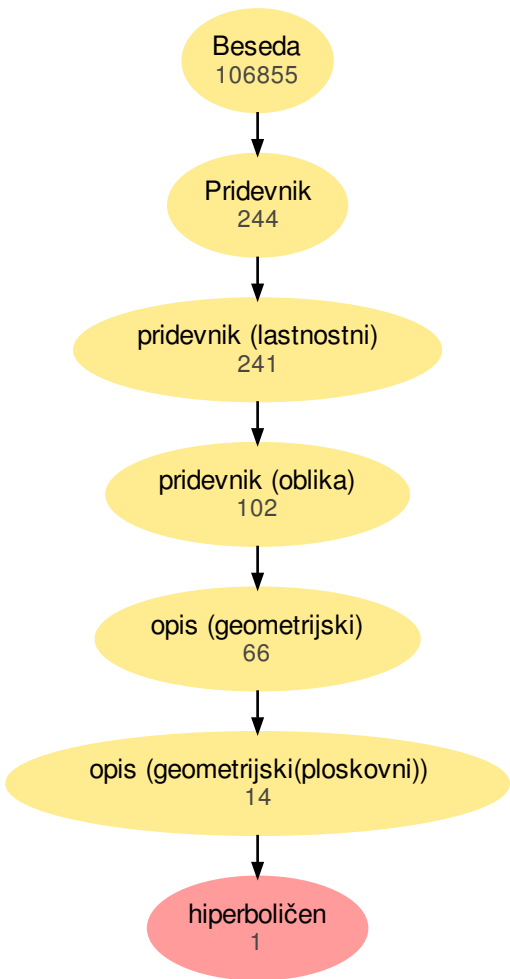 Beseda
106855
Pridevnik
244
pridevnik (lastnostni)
241
pridevnik (oblika)
102
opis (geometrijski)
66
opis (geometrijski(ploskovni))
14
hiperboličen
1